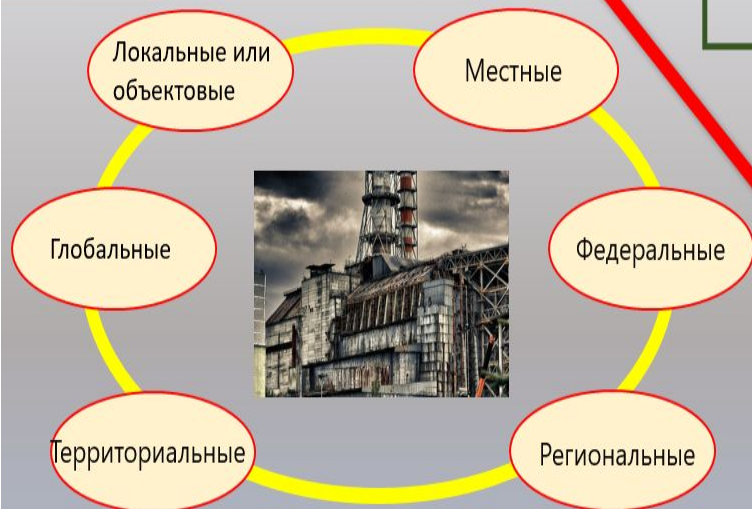 Локальные или
объектовые
Местные
Глобальные
Федеральные
Территориальные
Региональные